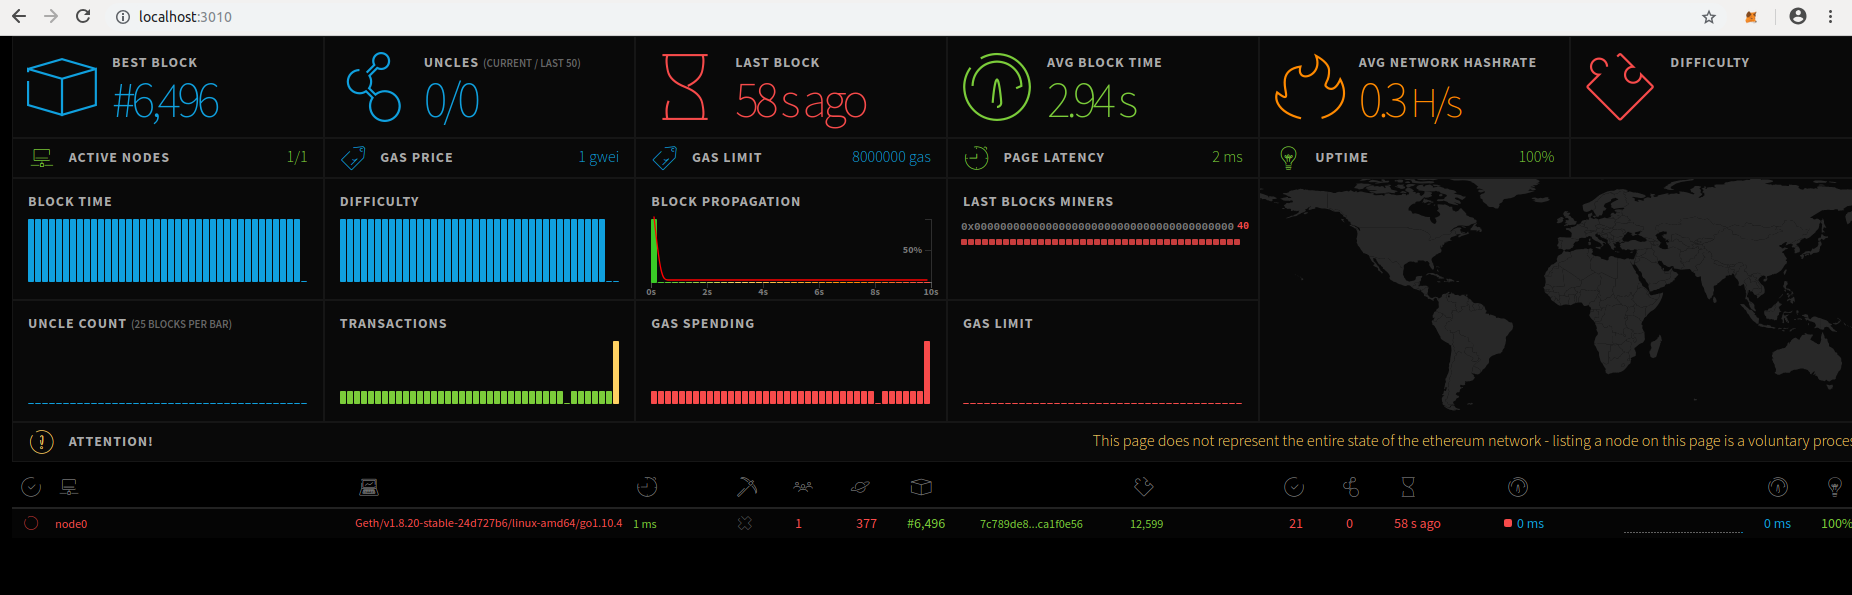 localhost:3010
BEST BLOCK
#6,496
UNCLES (CURRENT / LAST 50)
0/0
LAST BLOCK
58 s ago
AVG BLOCK TIME
2.94 s
AVG NETWORK HASHRATE
0.3 H/s
DIFFICULTY
ACTIVE NODES 1/1
GAS PRICE 1 gwei
GAS LIMIT 8000000 gas
PAGE LATENCY 2 ms
UPTIME 100%
BLOCK TIME
DIFFICULTY
BLOCK PROPAGATION
50%
0s 2s 4s 6s 8s 10s
LAST BLOCKS MINERS
0x0000000000000000000000000000000000000000 40
UNCLE COUNT (25 BLOCKS PER BAR)
TRANSACTIONS
GAS SPENDING
GAS LIMIT
ATTENTION!
This page does not represent the entire state of the ethereum network - listing a node on this page is a voluntary proces
node0 Geth/v1.8.20-stable-24d727b6/linux-amd64/go1.10.4 1 ms 1 377 #6,496 7c789de8...ca1f0e56 12,599 21 0 58 s ago 0 ms 0 ms 100%